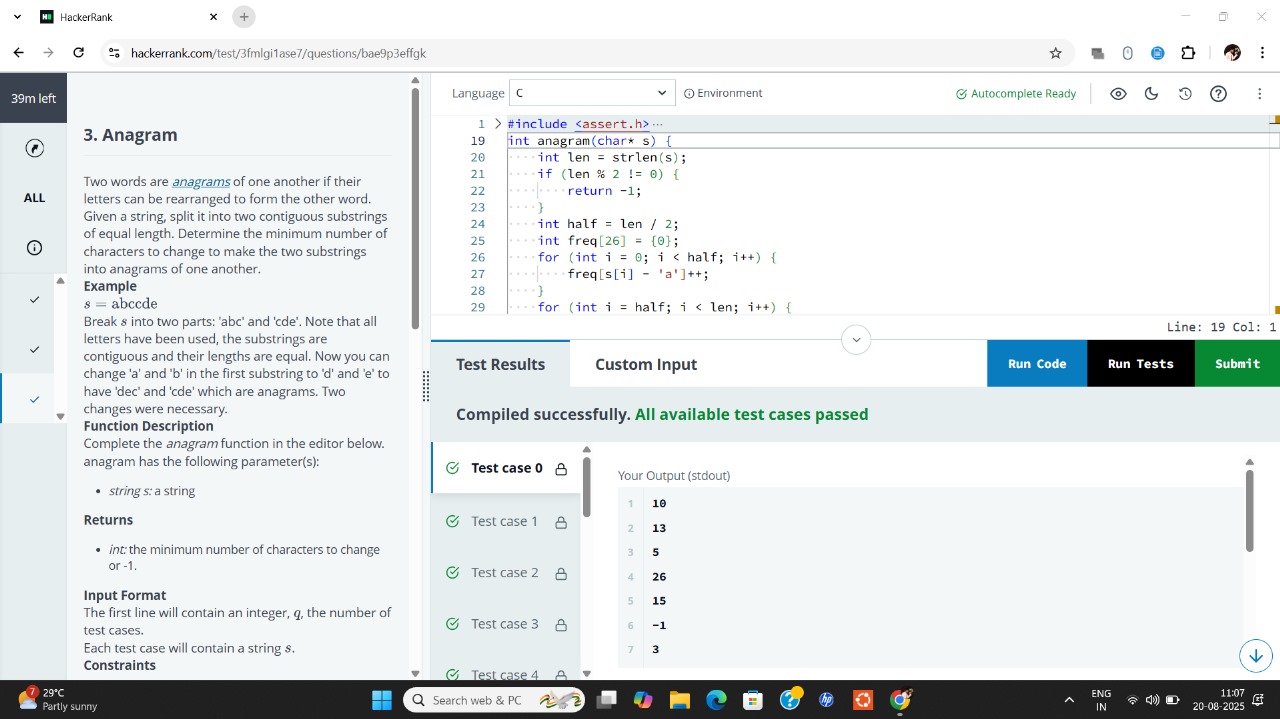 HackerRank
hackerrank.com/test/3fmlgi1ase7/questions/bae9p3effgk
39m left
ALL
3. Anagram
Two words are anagrams of one another if their
letters can be rearranged to form the other word.
Given a string, split it into two contiguous substrings
of equal length. Determine the minimum number of
characters to change to make the two substrings
into anagrams of one another.
Example
s = abccde
Break s into two parts: 'abc' and 'cde'. Note that all
letters have been used, the substrings are
contiguous and their lengths are equal. Now you can
change 'a' and 'b' in the first substring to 'd' and 'e' to
have 'dec' and 'cde' which are anagrams. Two
changes were necessary.
Function Description
Complete the anagram function in the editor below.
anagram has the following parameter(s):
• string s: a string
Returns
• int: the minimum number of characters to change
or -1.
Input Format
The first line will contain an integer, q, the number of
test cases.
Each test case will contain a string s.
Constraints
Language C Environment Autocomplete Ready
1 #include <assert.h>
19 int anagram(char* s) {
20 int len = strlen(s);
21 if (len % 2 != 0) {
22 return -1;
23 }
24 int half = len / 2;
25 int freq[26] = {0};
26 for (int i = 0; i < half; i++) {
27 freq[s[i] - 'a']++;
28 }
29 for (int i = half; i < len; i++) {
Line: 19 Col: 1
Test Results Custom Input Run Code Run Tests Submit
Compiled successfully. All available test cases passed
Test case 0
Test case 1
Test case 2
Test case 3
Test case 4
Your Output (stdout)
1 10
2 13
3 5
4 26
5 15
6 -1
7 3
7
29°C
Partly sunny
Search web & PC
ENG
IN
11:07
20-08-2025